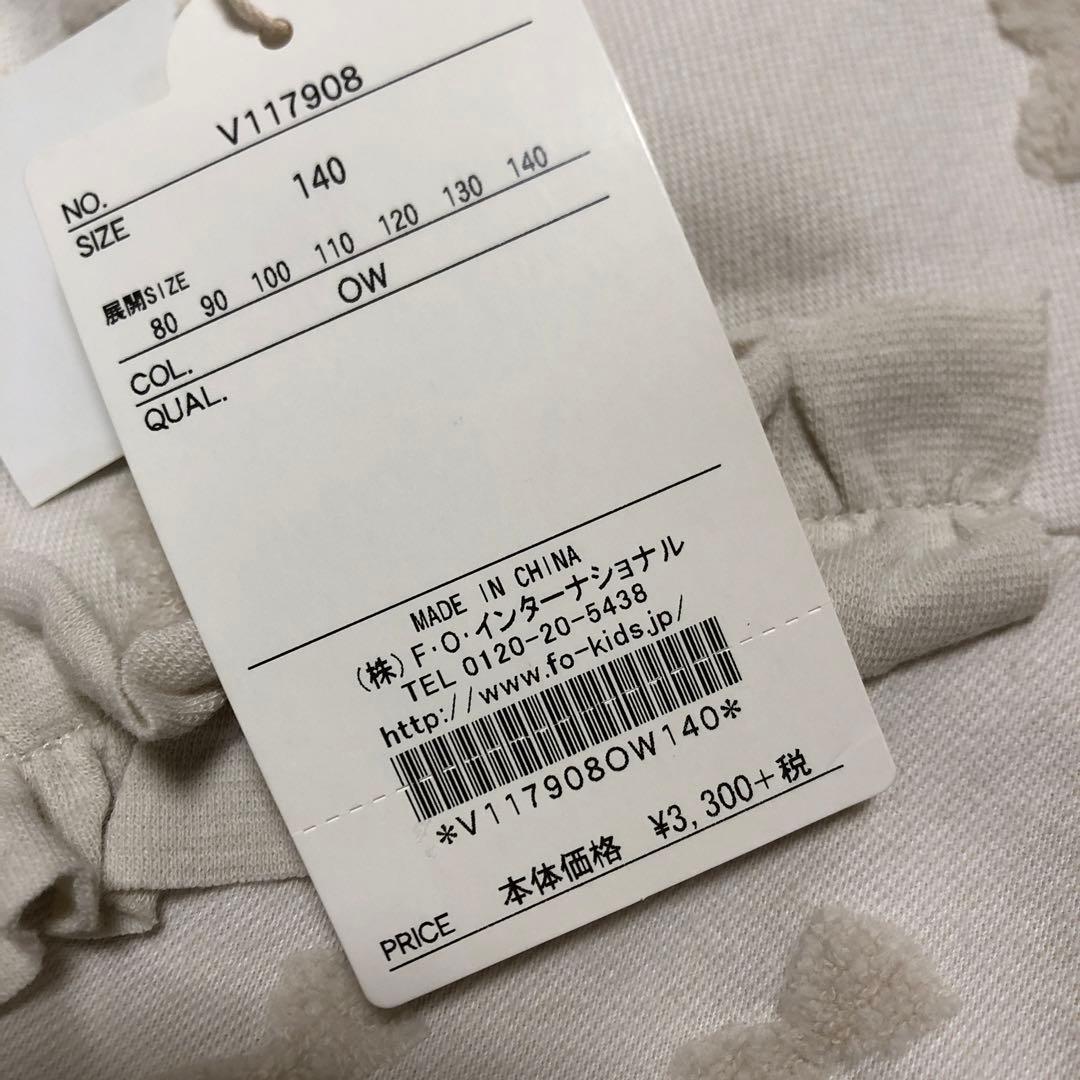 NO. V117908
SIZE 140
展開SIZE
80 90 100 110 120 130 140
COL. OW
QUAL.
MADE IN CHINA
(株)F・O・インターナショナル
TEL 0120-20-5438
http://www.fo-kids.jp/
*V117908OW140*
PRICE 本体価格 ¥3,300+税